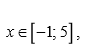 x ∈ [−1; 5],